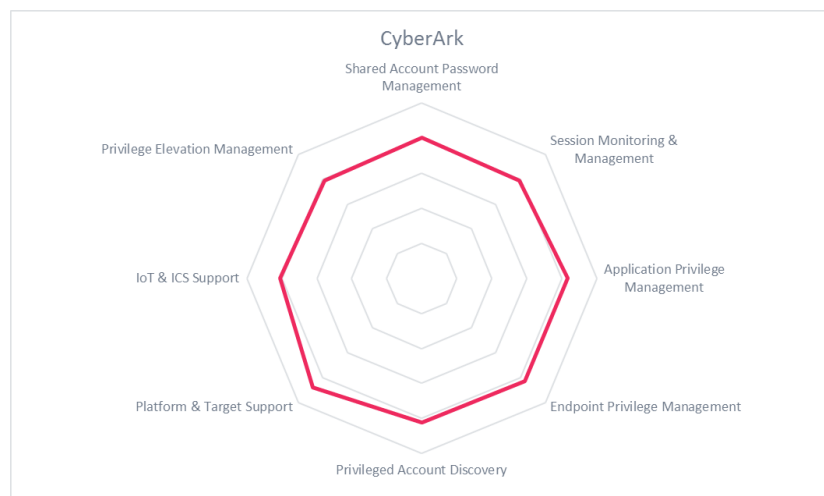 CyberArk
Shared Account Password
Management
Session Monitoring &
Management
Privilege Elevation Management
Application Privilege
Management
IoT & ICS Support
Endpoint Privilege Management
Platform & Target Support
Privileged Account Discovery